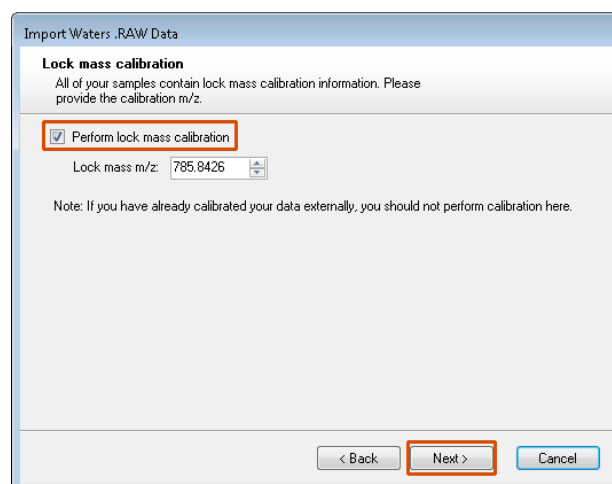 Import Waters .RAW Data
Lock mass calibration
All of your samples contain lock mass calibration information. Please
provide the calibration m/z.
Perform lock mass calibration
Lock mass m/z: 785.8426
Note: If you have already calibrated your data externally, you should not perform calibration here.
< Back Next > Cancel